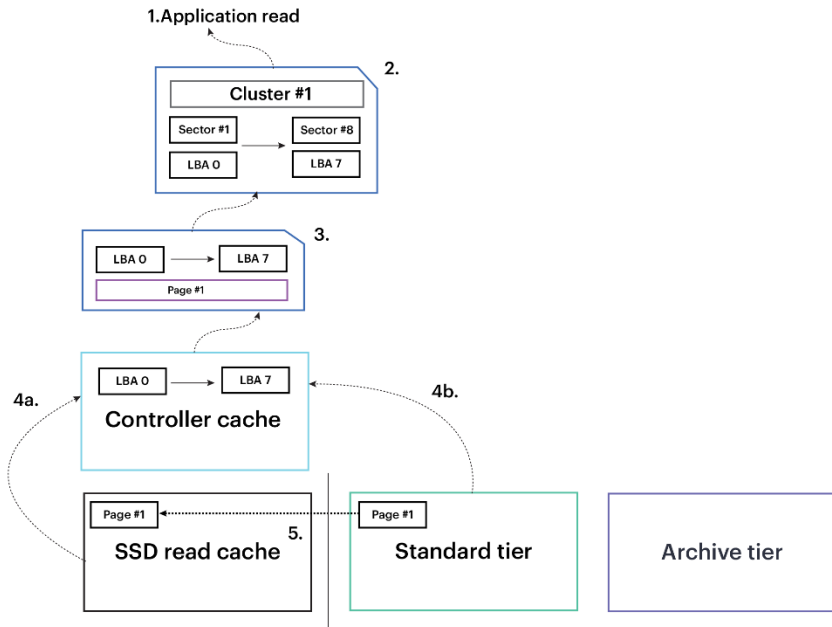 1.Application read
2.
Cluster #1
Sector #1
Sector #8
LBA 0
LBA 7
3.
LBA 0
LBA 7
Page #1
LBA 0
LBA 7
4a.
4b.
Controller cache
Page #1
5.
Page #1
SSD read cache
Standard tier
Archive tier